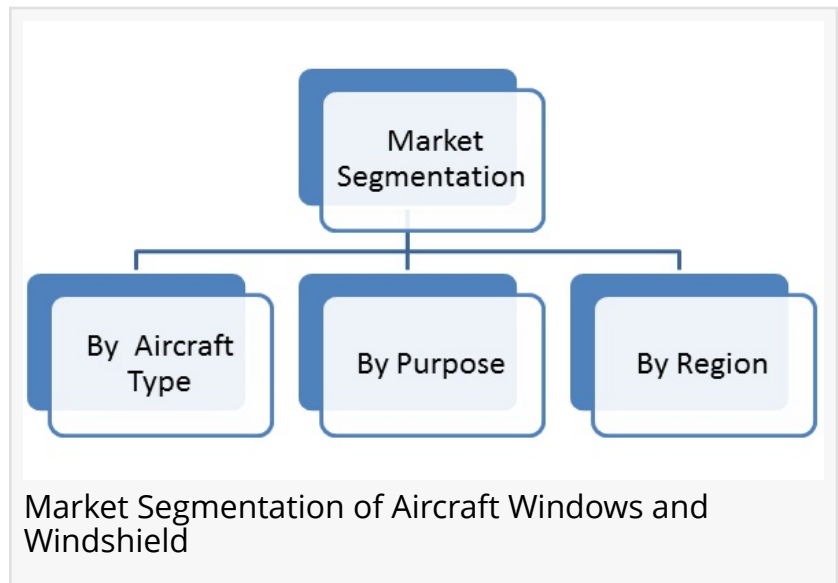 Market
Segmentation
By Aircraft
Type
By Purpose
By Region
Market Segmentation of Aircraft Windows and
Windshield